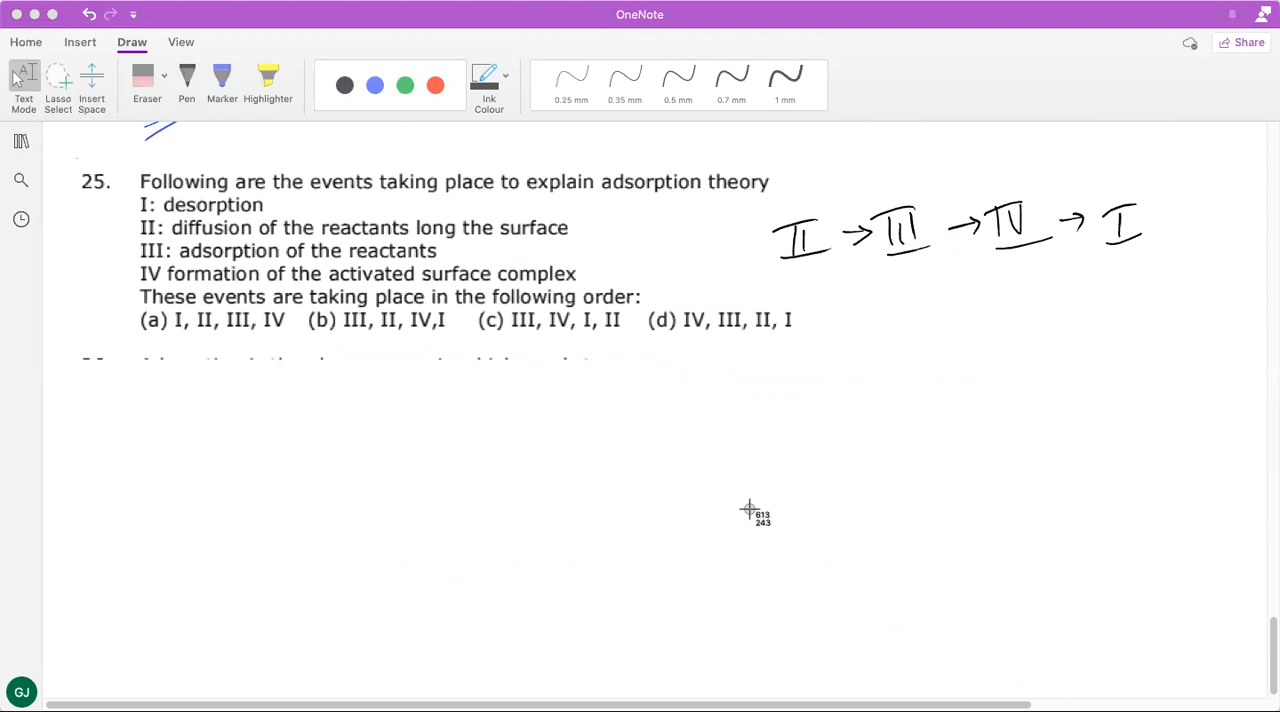 OneNote
Home Insert Draw View
Share
Text Mode
Lasso Select
Insert Space
Eraser
Pen
Marker
Highlighter
Ink Colour
0.25 mm
0.35 mm
0.5 mm
0.7 mm
1 mm
25. Following are the events taking place to explain adsorption theory
I: desorption
II: diffusion of the reactants long the surface
III: adsorption of the reactants
IV formation of the activated surface complex
These events are taking place in the following order:
(a) I, II, III, IV (b) III, II, IV,I (c) III, IV, I, II (d) IV, III, II, I
II → III → IV → I
613
243
GJ